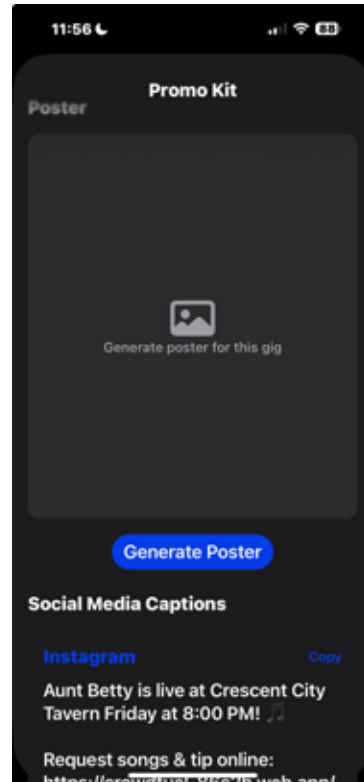 11:56
88
Promo Kit
Poster
Generate poster for this gig
Generate Poster
Social Media Captions
Instagram
Copy
Aunt Betty is live at Crescent City
Tavern Friday at 8:00 PM! 🎵
Request songs & tip online: